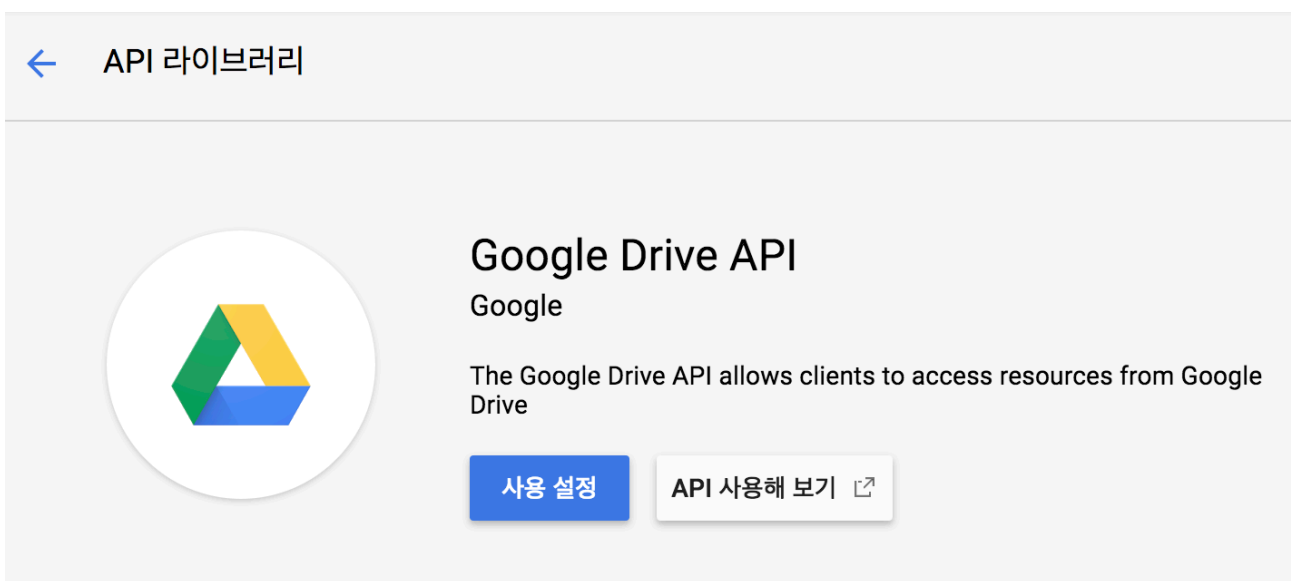 API 라이브러리
Google Drive API
Google
The Google Drive API allows clients to access resources from Google
Drive
사용 설정
API 사용해 보기